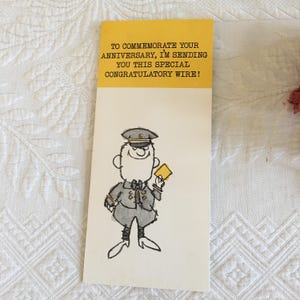 TO COMMEMORATE YOUR
ANNIVERSARY, I'M SENDING
YOU THIS SPECIAL
CONGRATULATORY WIRE!